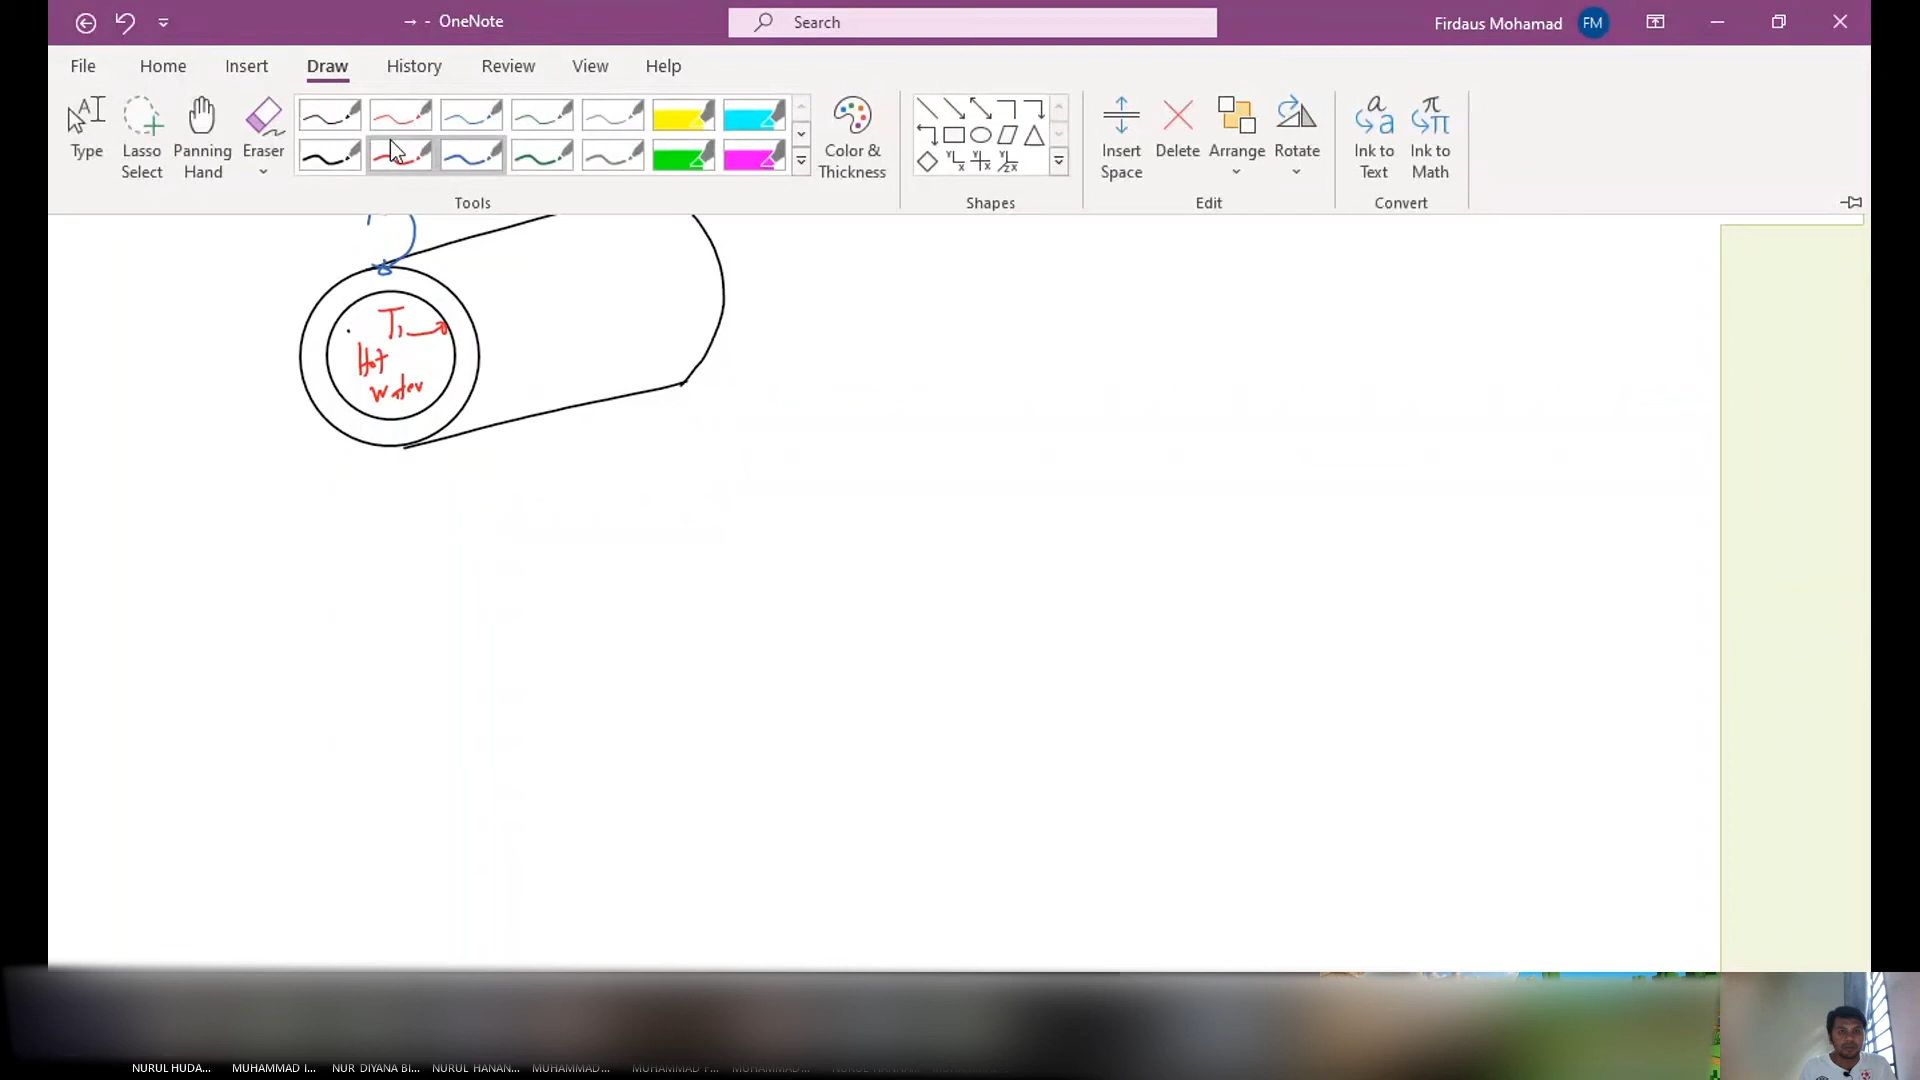 → - OneNote
Search
Firdaus Mohamad
FM
File
Home
Insert
Draw
History
Review
View
Help
Type
Lasso Select
Panning Hand
Eraser
Color & Thickness
Insert Space
Delete
Arrange
Rotate
Ink to Text
Ink to Math
Tools
Shapes
Edit
Convert
T₁
Hot
water
NURUL HUDA...
MUHAMMAD I...
NUR DIYANA BI...
NURUL HANAN...
MUHAMMAD...
MUHAMMAD F...
MUHAMMAD...